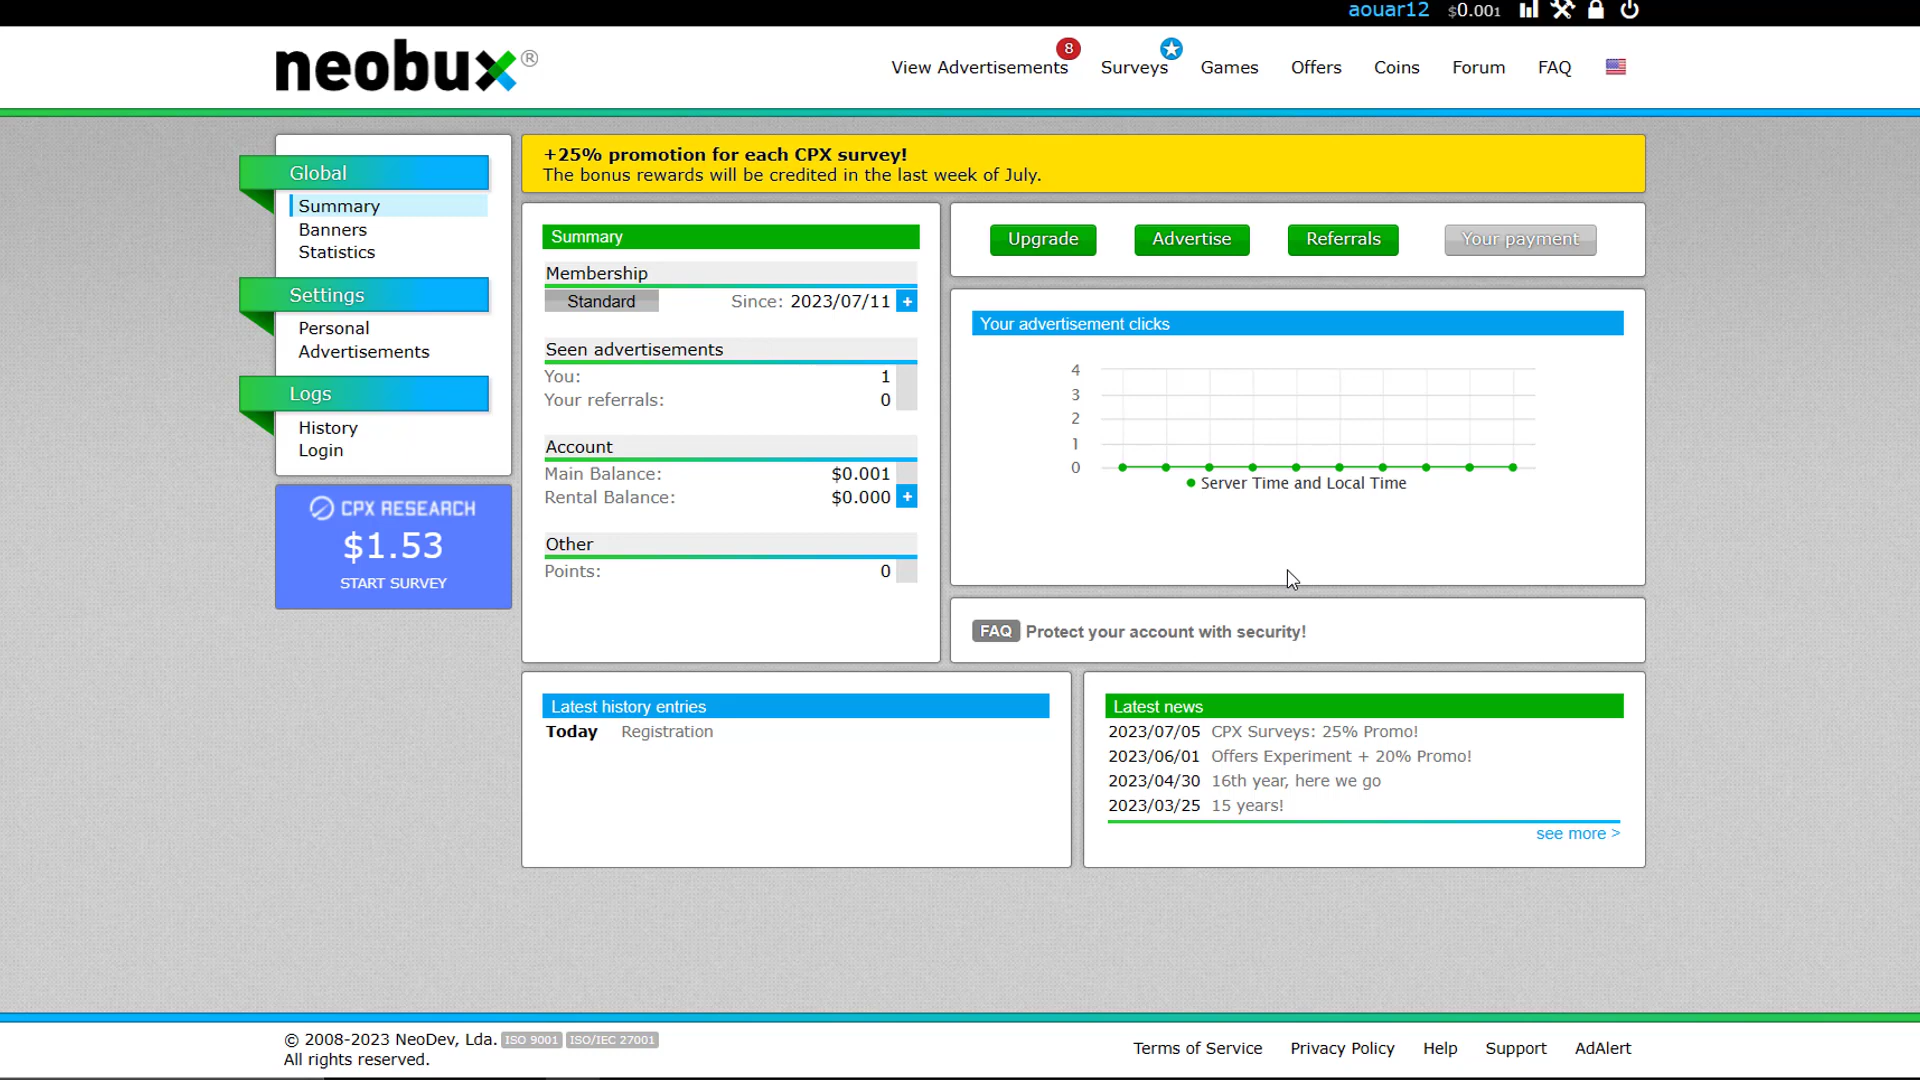 aouar12 $0.001
neobux®
View Advertisements 8 Surveys Games Offers Coins Forum FAQ
Global
Summary
Banners
Statistics
Settings
Personal
Advertisements
Logs
History
Login
CPX RESEARCH
$1.53
START SURVEY
+25% promotion for each CPX survey!
The bonus rewards will be credited in the last week of July.
Summary
Membership
Standard Since: 2023/07/11 +
Seen advertisements
You: 1
Your referrals: 0
Account
Main Balance: $0.001
Rental Balance: $0.000 +
Other
Points: 0
Upgrade Advertise Referrals Your payment
Your advertisement clicks
4
3
2
1
0
Server Time and Local Time
FAQ Protect your account with security!
Latest history entries
Today Registration
Latest news
2023/07/05 CPX Surveys: 25% Promo!
2023/06/01 Offers Experiment + 20% Promo!
2023/04/30 16th year, here we go
2023/03/25 15 years!
see more >
© 2008-2023 NeoDev, Lda. ISO 9001 ISO/IEC 27001
All rights reserved.
Terms of Service Privacy Policy Help Support AdAlert